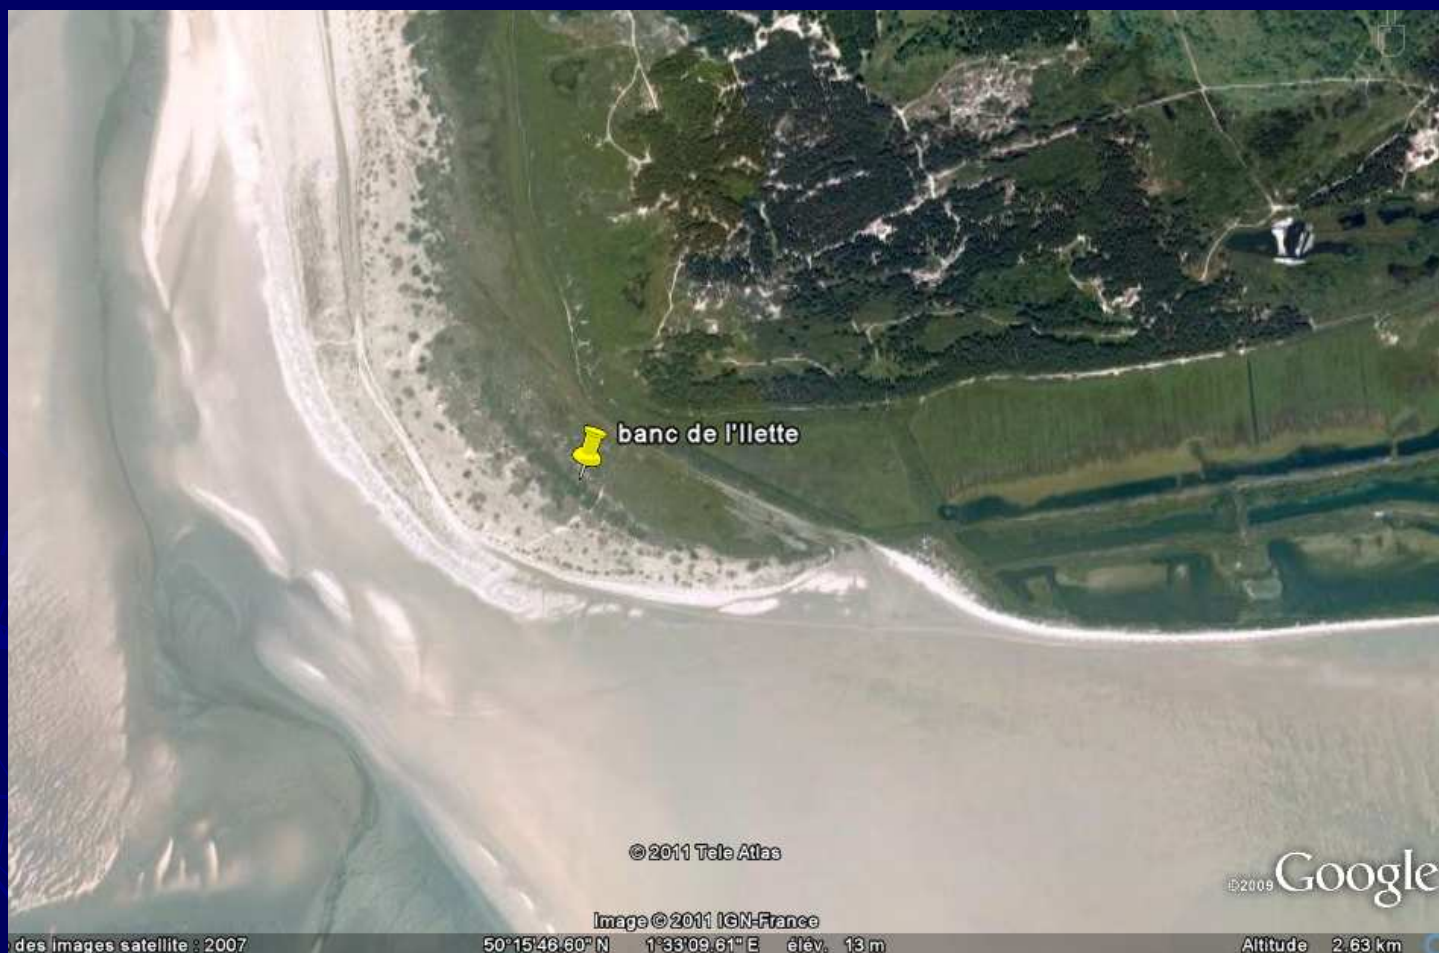 banc de l'Ilette
© 2011 Tele Atlas
©2009 Google
Image © 2011 IGN-France
des images satellite : 2007 50°15'46.60" N 1°33'09.61" E élév. 13 m Altitude 2.63 km